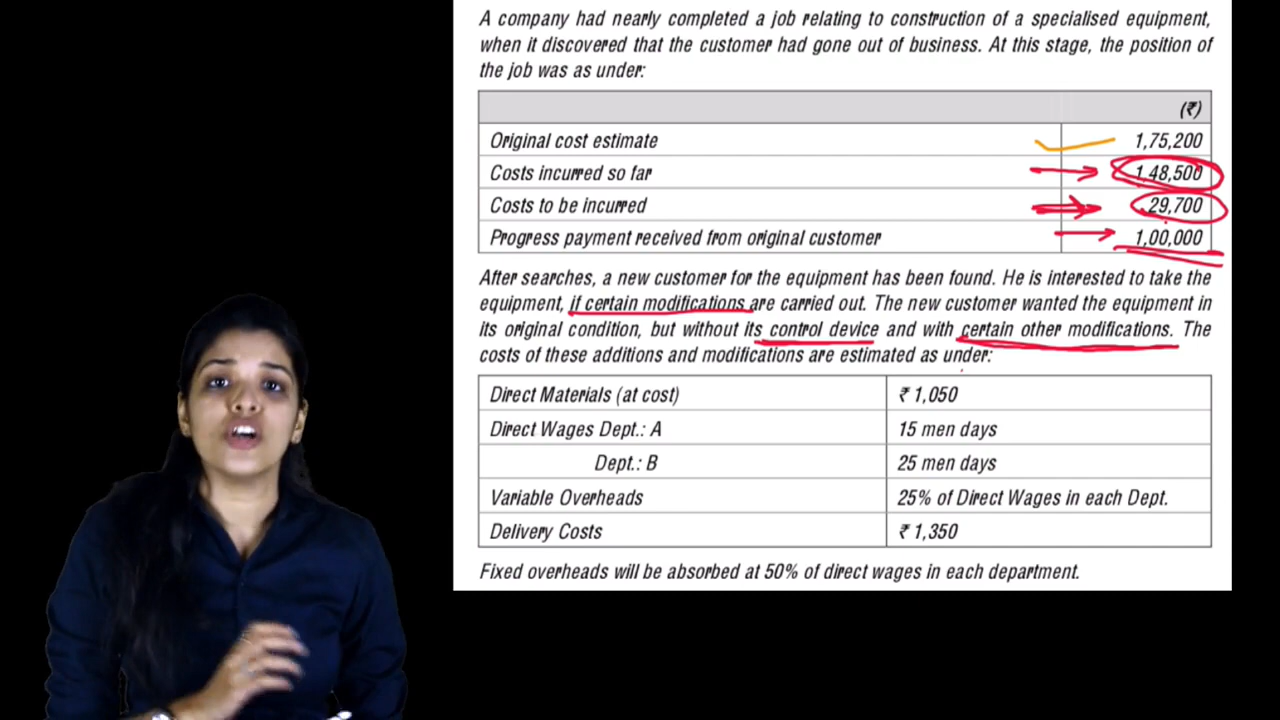 A company had nearly completed a job relating to construction of a specialised equipment,
when it discovered that the customer had gone out of business. At this stage, the position of
the job was as under:
(₹)
Original cost estimate 1,75,200
Costs incurred so far 1,48,500
Costs to be incurred 29,700
Progress payment received from original customer 1,00,000
After searches, a new customer for the equipment has been found. He is interested to take the
equipment, if certain modifications are carried out. The new customer wanted the equipment in
its original condition, but without its control device and with certain other modifications. The
costs of these additions and modifications are estimated as under:
Direct Materials (at cost) ₹ 1,050
Direct Wages Dept.: A 15 men days
Dept.: B 25 men days
Variable Overheads 25% of Direct Wages in each Dept.
Delivery Costs ₹ 1,350
Fixed overheads will be absorbed at 50% of direct wages in each department.